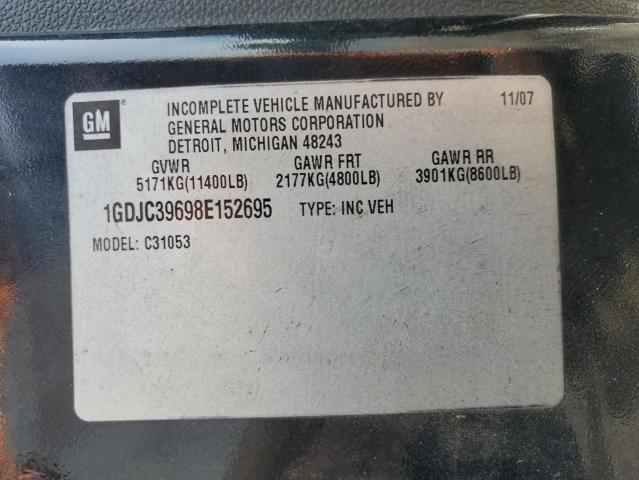 GM
INCOMPLETE VEHICLE MANUFACTURED BY 11/07
GENERAL MOTORS CORPORATION
DETROIT, MICHIGAN 48243
GVWR GAWR FRT GAWR RR
5171KG(11400LB) 2177KG(4800LB) 3901KG(8600LB)
1GDJC39698E152695 TYPE: INC VEH
MODEL: C31053